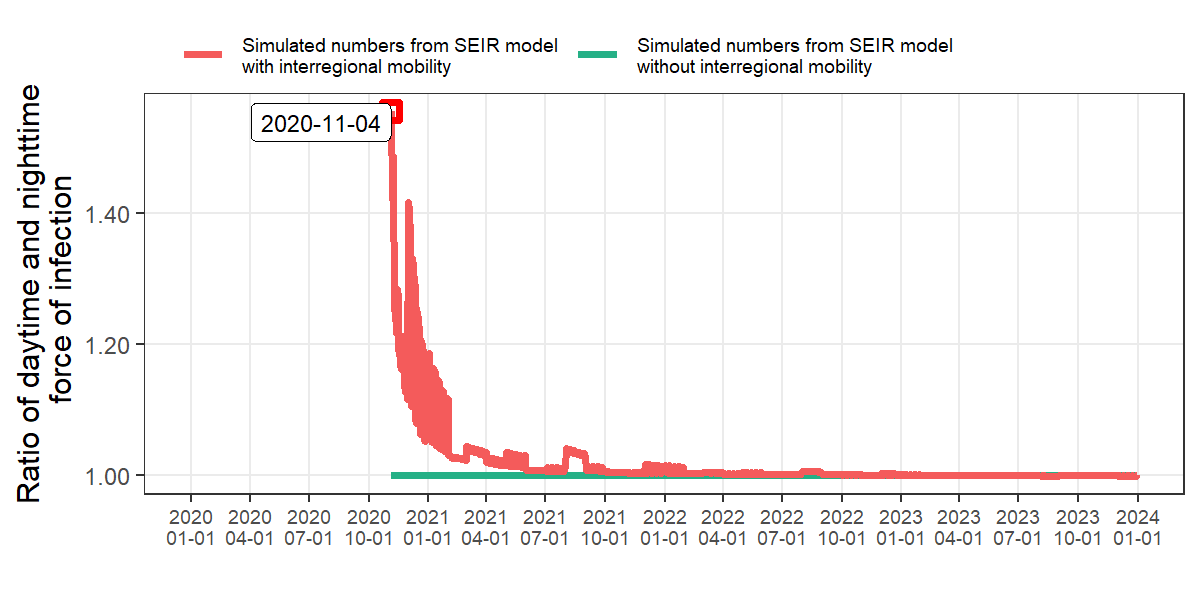 Simulated numbers from SEIR model
with interregional mobility
Simulated numbers from SEIR model
without interregional mobility
Ratio of daytime and nighttime
force of infection
2020-11-04
1.40
1.20
1.00
2020 2020 2020 2020 2021 2021 2021 2021 2022 2022 2022 2022 2023 2023 2023 2023 2024
01-01 04-01 07-01 10-01 01-01 04-01 07-01 10-01 01-01 04-01 07-01 10-01 01-01 04-01 07-01 10-01 01-01